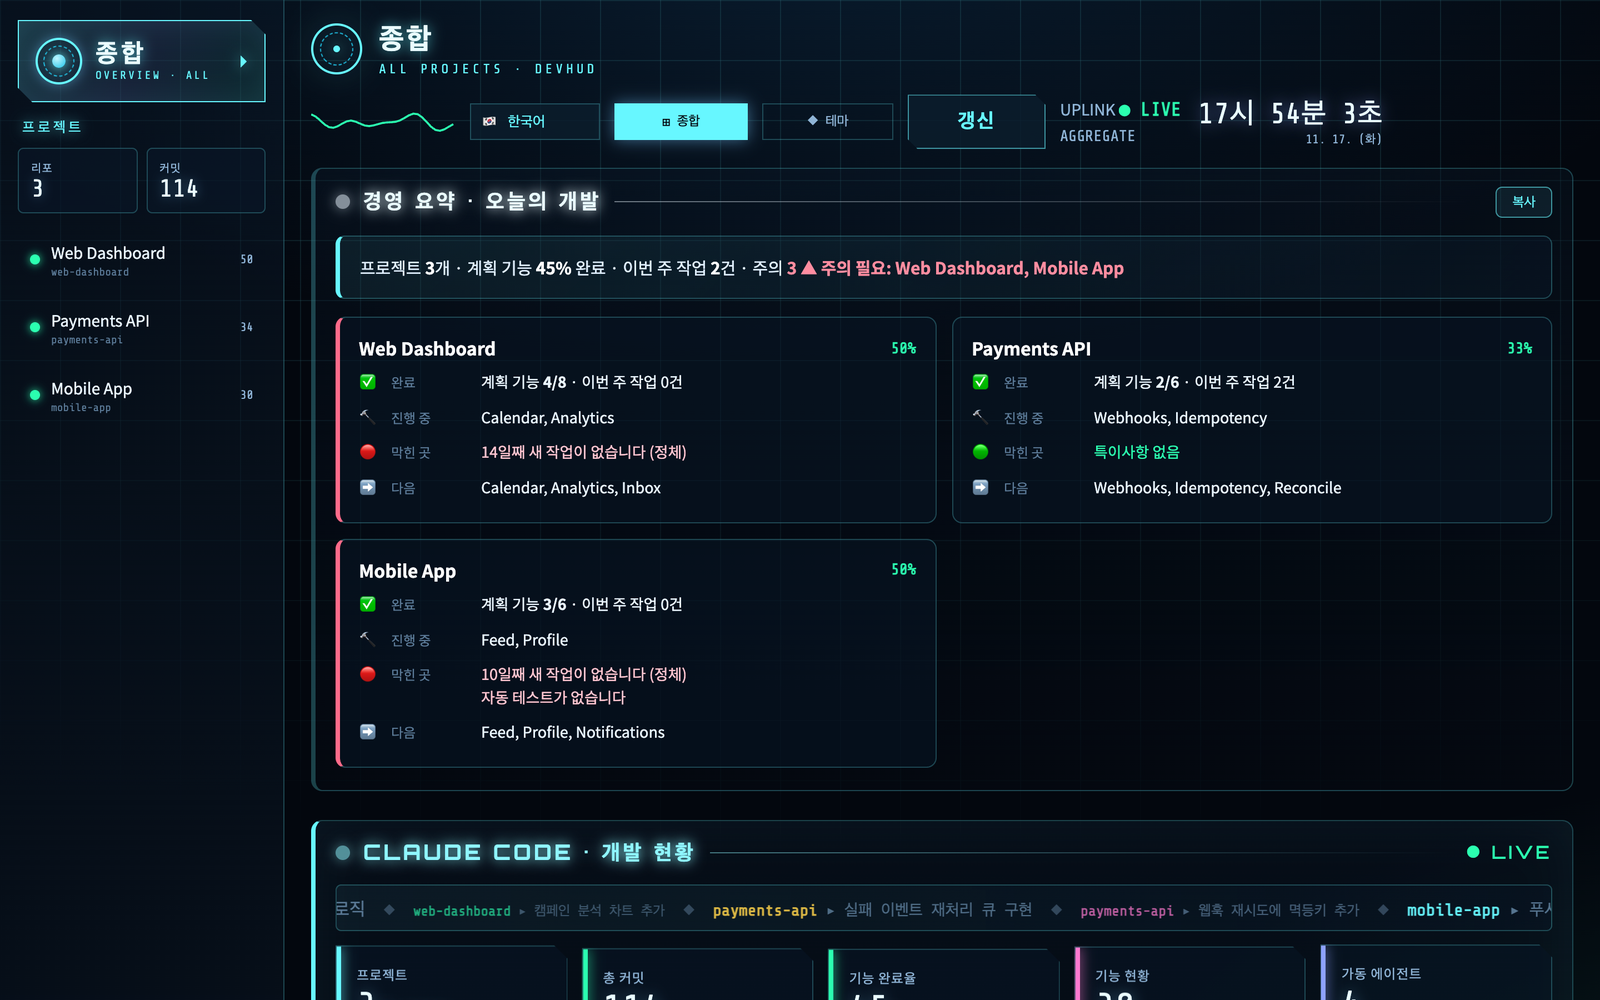 종합
OVERVIEW · ALL
프로젝트
리포
3
커밋
114
Web Dashboard
web-dashboard
50
Payments API
payments-api
34
Mobile App
mobile-app
30
종합
ALL PROJECTS · DEVHUD
한국어
종합
테마
갱신
UPLINK LIVE
AGGREGATE
17시 54분 3초
11. 17. (화)
경영 요약 · 오늘의 개발
복사
프로젝트 3개 · 계획 기능 45% 완료 · 이번 주 작업 2건 · 주의 3 ▲ 주의 필요: Web Dashboard, Mobile App
Web Dashboard
50%
완료 계획 기능 4/8 · 이번 주 작업 0건
진행 중 Calendar, Analytics
막힌 곳 14일째 새 작업이 없습니다 (정체)
다음 Calendar, Analytics, Inbox
Payments API
33%
완료 계획 기능 2/6 · 이번 주 작업 2건
진행 중 Webhooks, Idempotency
막힌 곳 특이사항 없음
다음 Webhooks, Idempotency, Reconcile
Mobile App
50%
완료 계획 기능 3/6 · 이번 주 작업 0건
진행 중 Feed, Profile
막힌 곳 10일째 새 작업이 없습니다 (정체)
자동 테스트가 없습니다
다음 Feed, Profile, Notifications
CLAUDE CODE · 개발 현황
LIVE
로직 ◆ web-dashboard ▸ 캠페인 분석 차트 추가 ◆ payments-api ▸ 실패 이벤트 재처리 큐 구현 ◆ payments-api ▸ 웹훅 재시도에 멱등키 추가 ◆ mobile-app ▸
프로젝트
총 커밋
기능 완료율
기능 현황
가동 에이전트